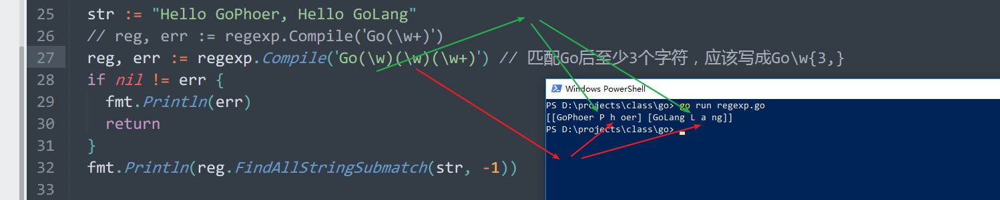 25 str := "Hello GoPhoer, Hello GoLang"
26 // reg, err := regexp.Compile(`Go(\w+)`)
27 reg, err := regexp.Compile(`Go(\w)(\w)(\w+)`) // 匹配Go后至少3个字符，应该写成Go\w{3,}
28 if nil != err {
29 fmt.Println(err)
30 return
31 }
32 fmt.Println(reg.FindAllStringSubmatch(str, -1))
33
Windows PowerShell
PS D:\projects\class\go> go run regexp.go
[[GoPhoer P h oer] [GoLang L a ng]]
PS D:\projects\class\go>